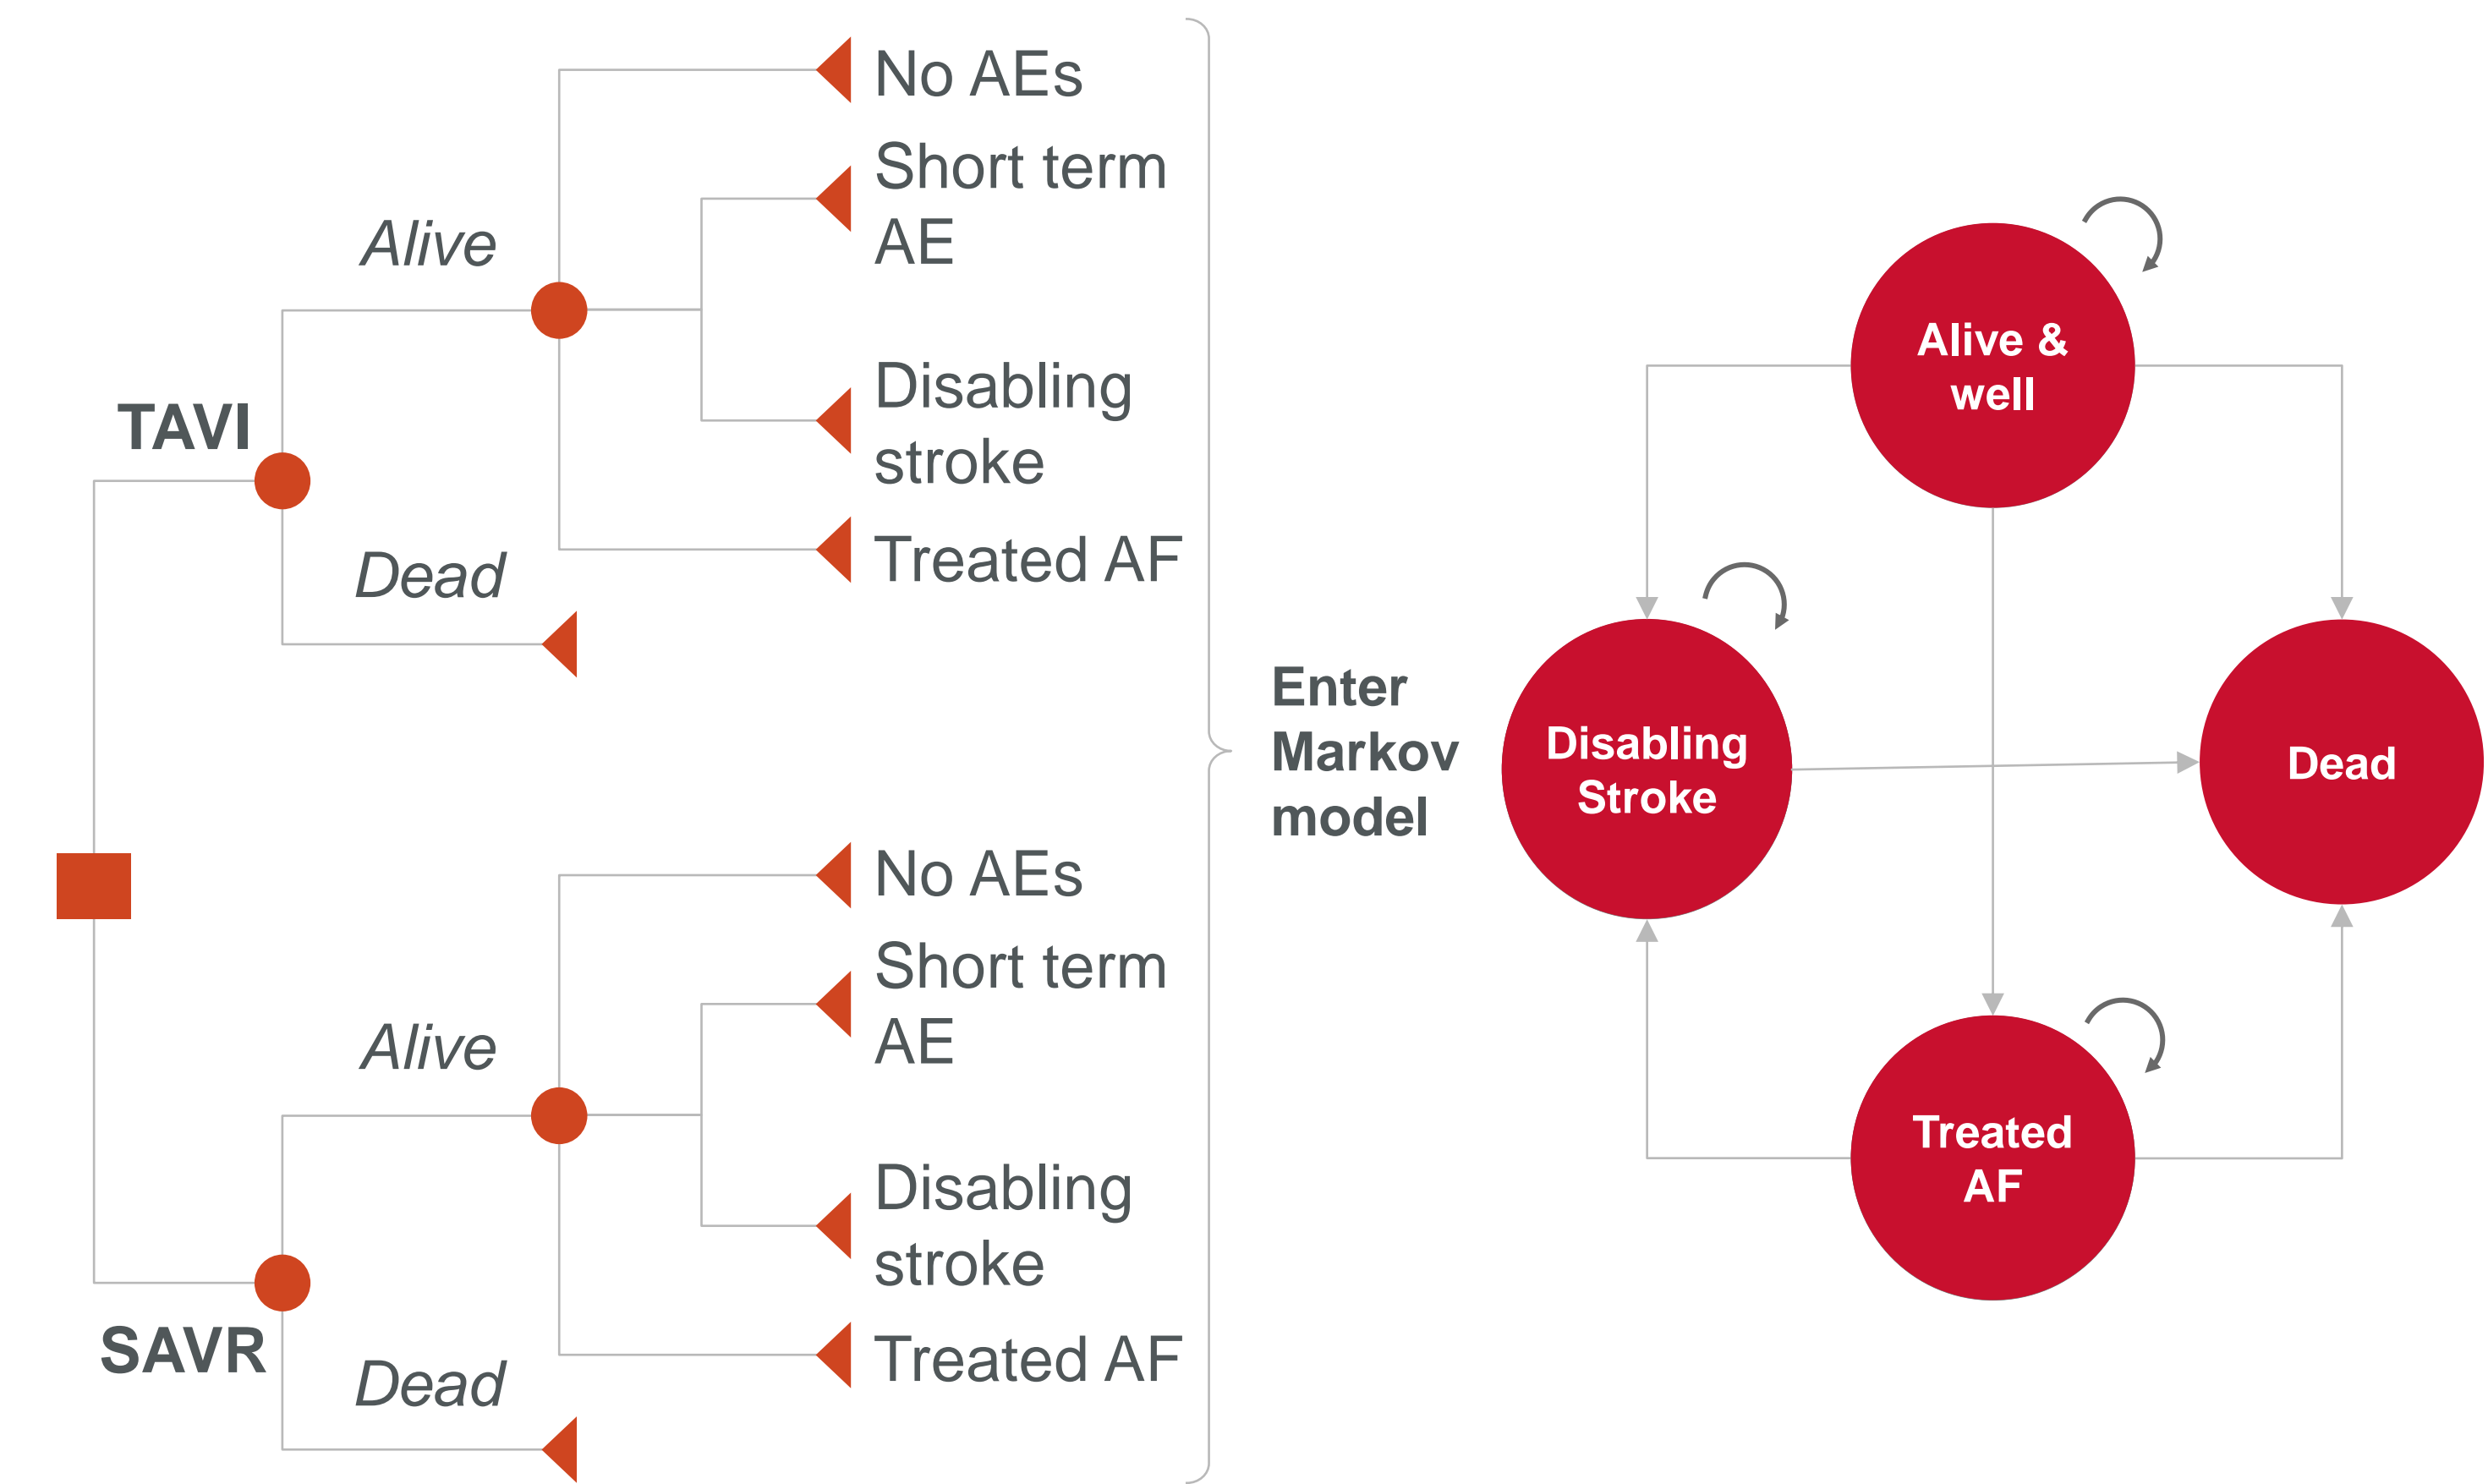 No AEs
Short term
AE
Alive
Disabling
stroke
TAVI
Treated AF
Dead
No AEs
Short term
AE
Alive
Disabling
stroke
SAVR
Treated AF
Dead
Enter
Markov
model
Alive &
well
Disabling
Stroke
Dead
Treated
AF